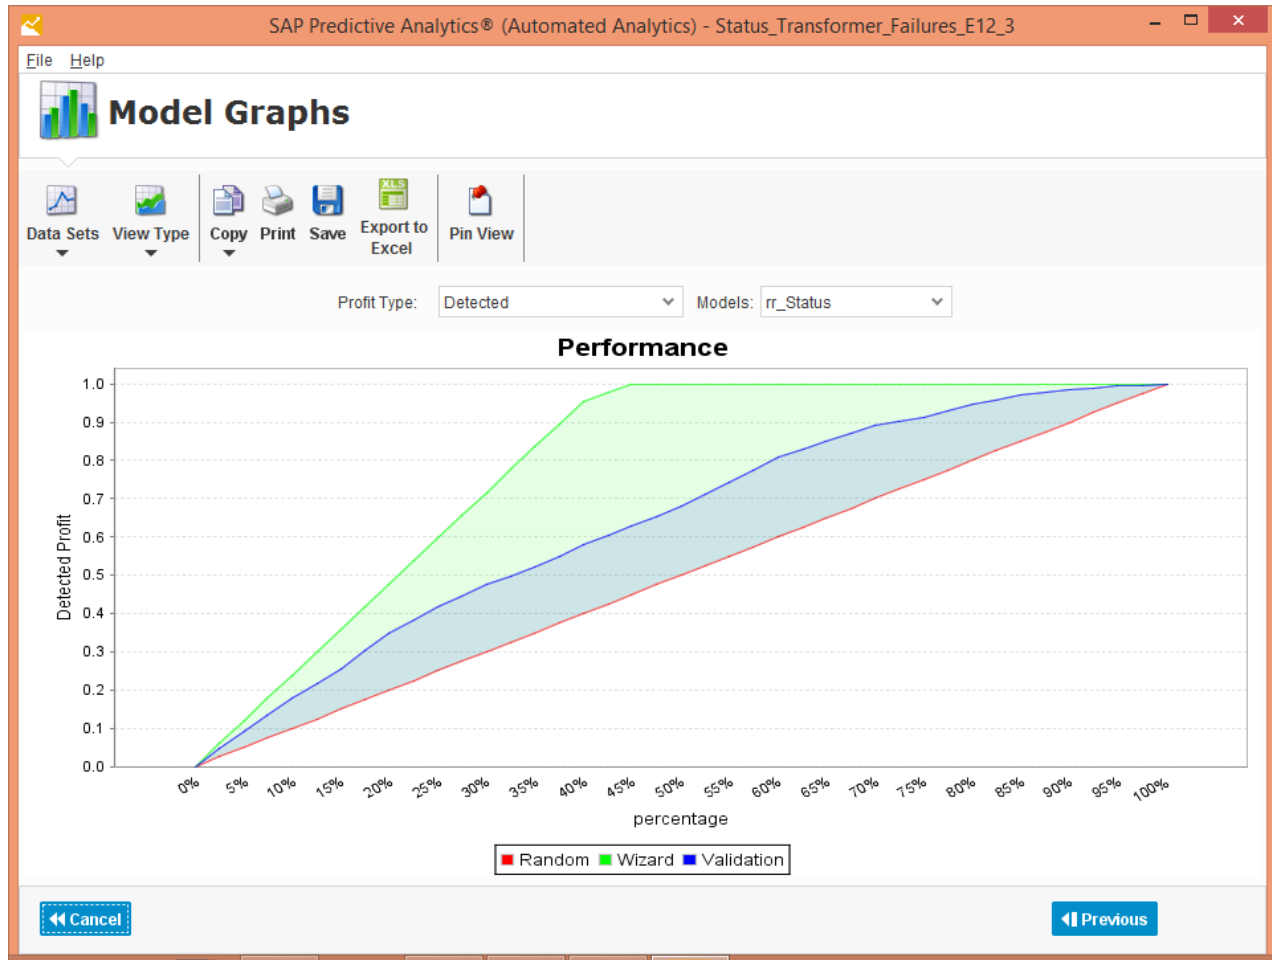 SAP Predictive Analytics® (Automated Analytics) - Status_Transformer_Failures_E12_3
File Help
Model Graphs
Data Sets View Type Copy Print Save Export to Excel Pin View
XLS
Profit Type: Detected Models: rr_Status
Performance
Detected Profit
1.0
0.9
0.8
0.7
0.6
0.5
0.4
0.3
0.2
0.1
0.0
0% 5% 10% 15% 20% 25% 30% 35% 40% 45% 50% 55% 60% 65% 70% 75% 80% 85% 90% 95% 100%
percentage
Random Wizard Validation
Cancel Previous